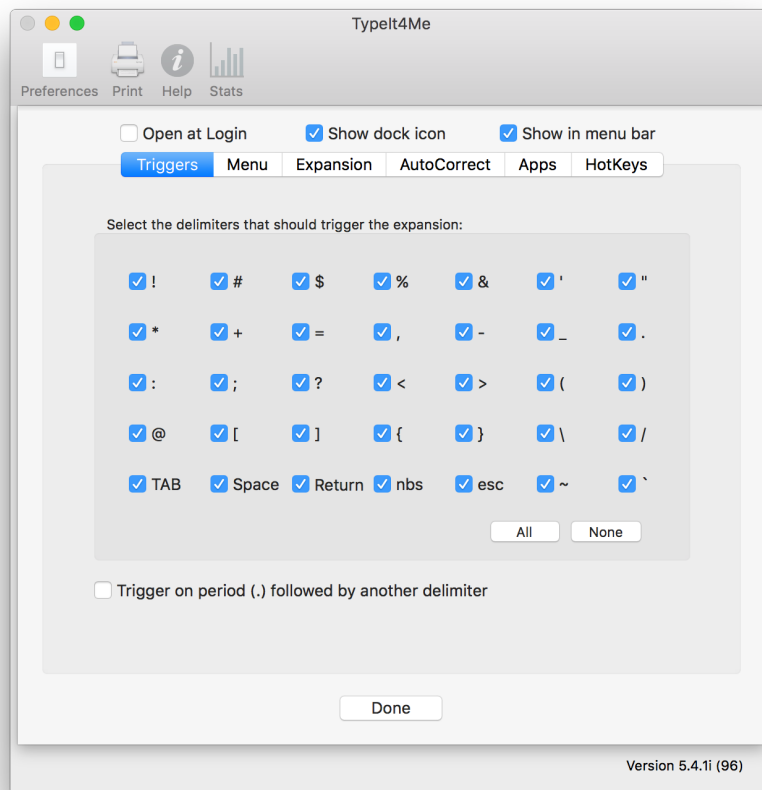 TypeIt4Me
Preferences Print Help Stats
Open at Login Show dock icon Show in menu bar
Triggers Menu Expansion AutoCorrect Apps HotKeys
Select the delimiters that should trigger the expansion:
! # $ % & ' "
* + = , - _ .
: ; ? < > ( )
@ [ ] { } \ /
TAB Space Return nbs esc ~ `
All None
Trigger on period (.) followed by another delimiter
Done
Version 5.4.1i (96)